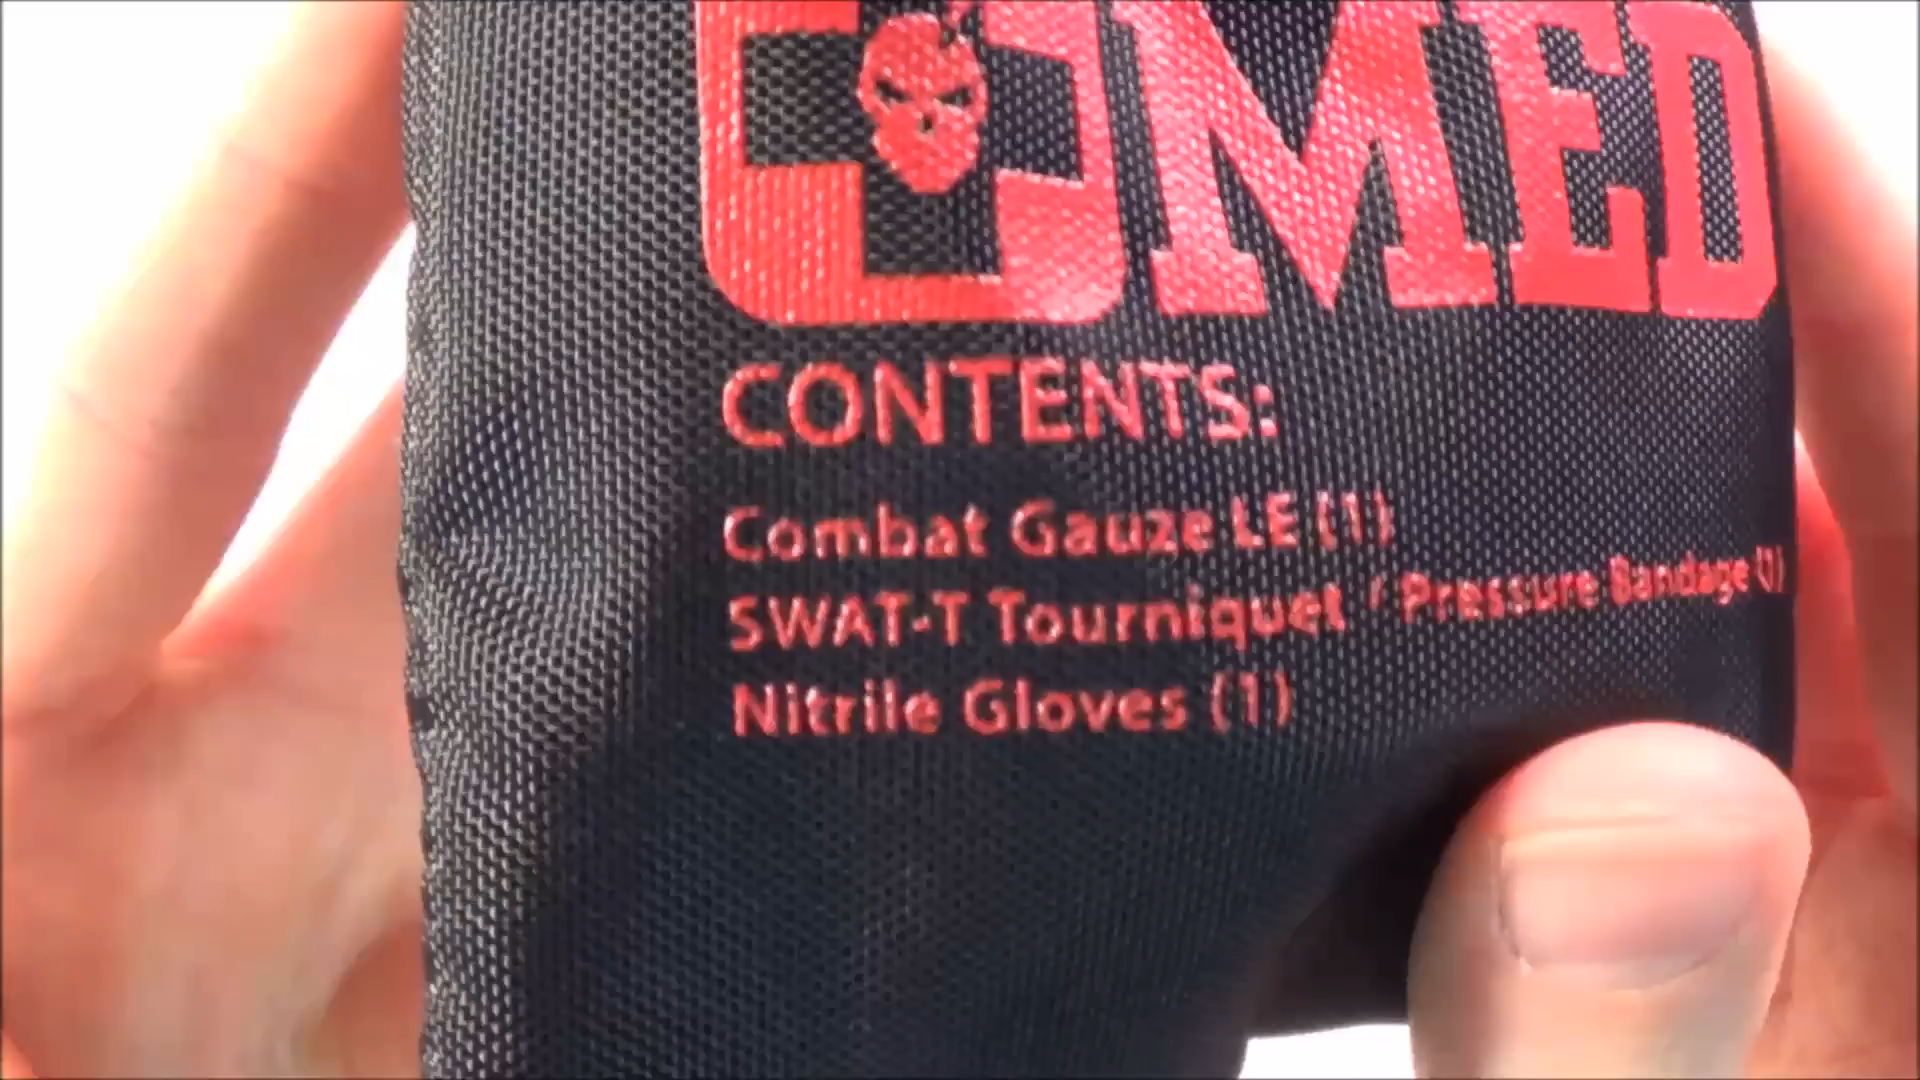 MED
CONTENTS:
Combat Gauze LE (1)
SWAT-T Tourniquet / Pressure Bandage (1)
Nitrile Gloves (1)